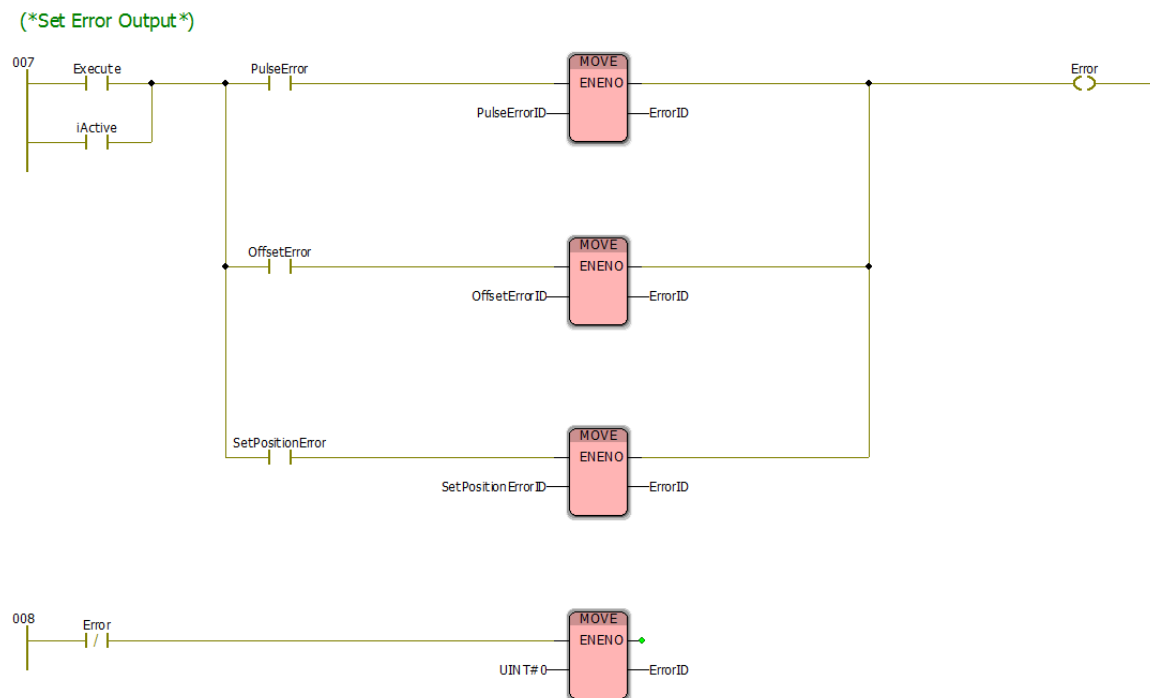 (*Set Error Output*)
007
Execute
PulseError
MOVE
Error
ENENO
PulseErrorID
ErrorID
iActive
OffsetError
MOVE
ENENO
OffsetErrorID
ErrorID
SetPositionError
MOVE
ENENO
SetPositionErrorID
ErrorID
008
Error
MOVE
ENENO
UINT#0
ErrorID